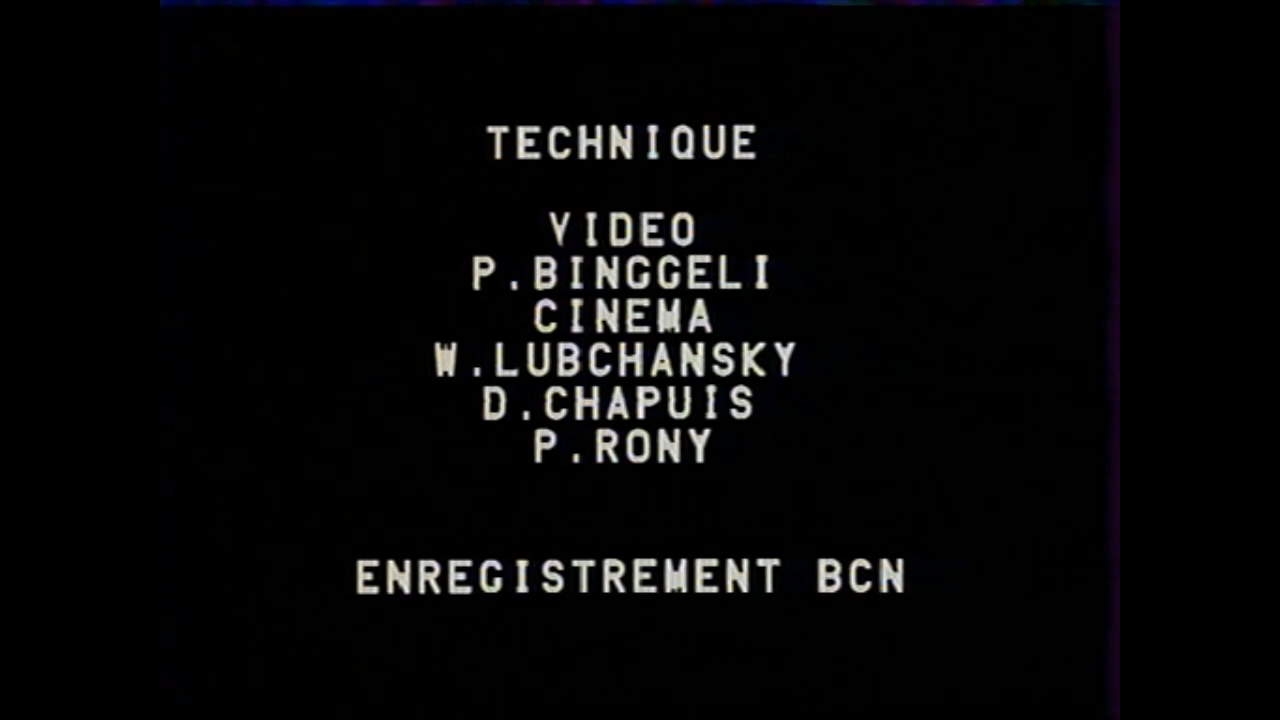 TECHNIQUE
VIDEO
P.BINGGELI
CINEMA
W.LUBCHANSKY
D.CHAPUIS
P.RONY
ENREGISTREMENT BCN